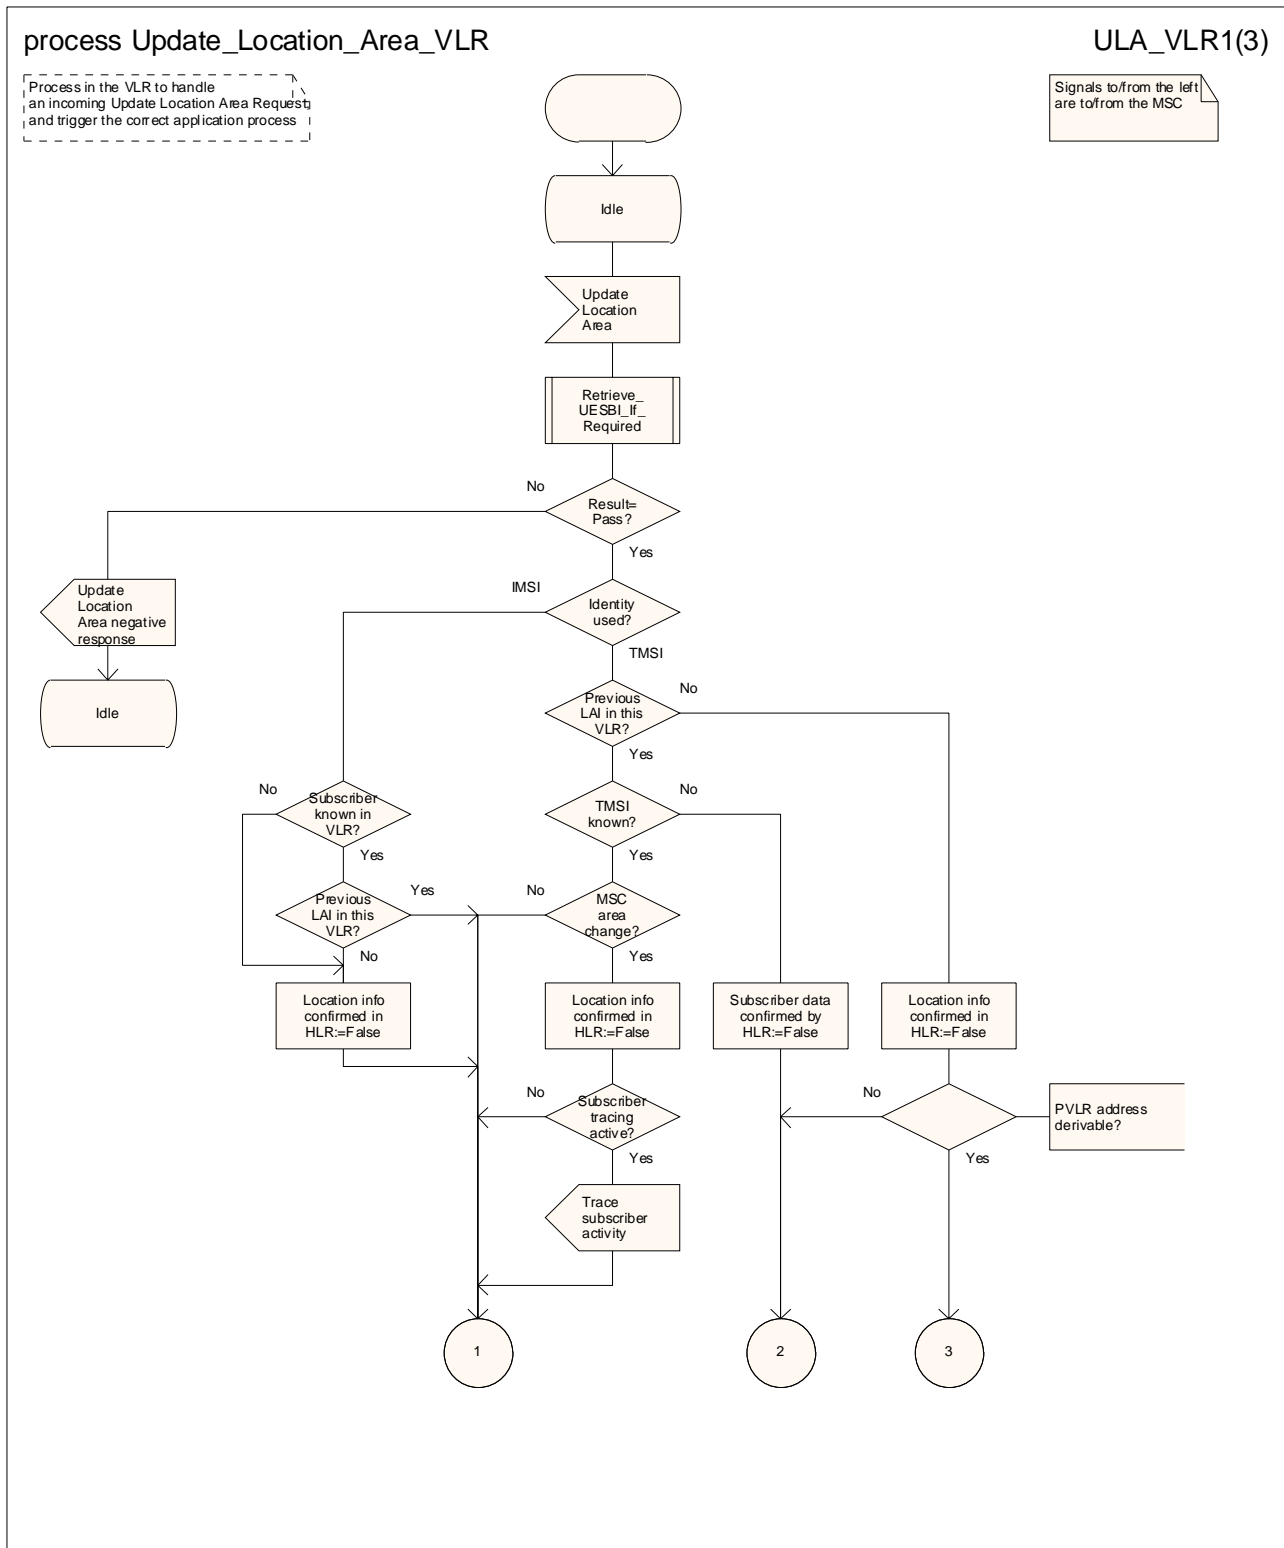 process Update_Location_Area_VLR
ULA_VLR1(3)
Process in the VLR to handle
an incoming Update Location Area Request
and trigger the correct application process
Signals to/from the left
are to/from the MSC
Idle
Update
Location
Area
Retrieve_
UESBI_If_
Required
No
Result=
Pass?
Yes
Update
Location
Area negative
response
Idle
IMSI
Identity
used?
TMSI
Previous
LAI in this
VLR?
No
Yes
No
Subscriber
known in
VLR?
Yes
TMSI
known?
No
Yes
Previous
LAI in this
VLR?
Yes
No
No
MSC
area
change?
Yes
Location info
confirmed in
HLR:=False
Location info
confirmed in
HLR:=False
Subscriber data
confirmed by
HLR:=False
Location info
confirmed in
HLR:=False
No
Subscriber
tracing
active?
Yes
No
PVLR address
derivable?
Yes
Trace
subscriber
activity
1
2
3